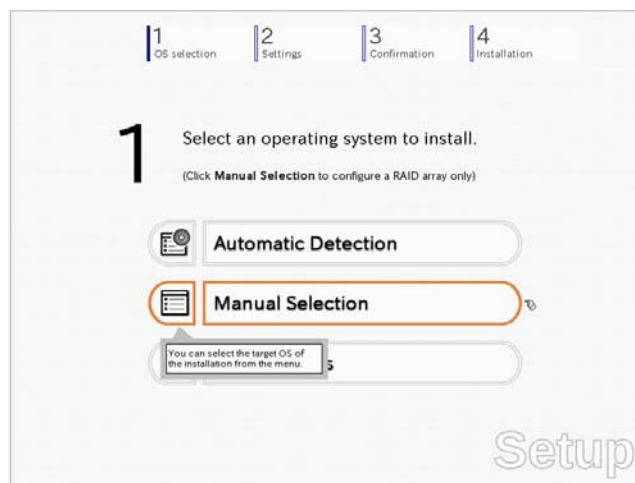 1
OS selection
2
Settings
3
Confirmation
4
Installation
1
Select an operating system to install.
(Click Manual Selection to configure a RAID array only)
Automatic Detection
Manual Selection
You can select the target OS of
the installation from the menu.
s
Setup